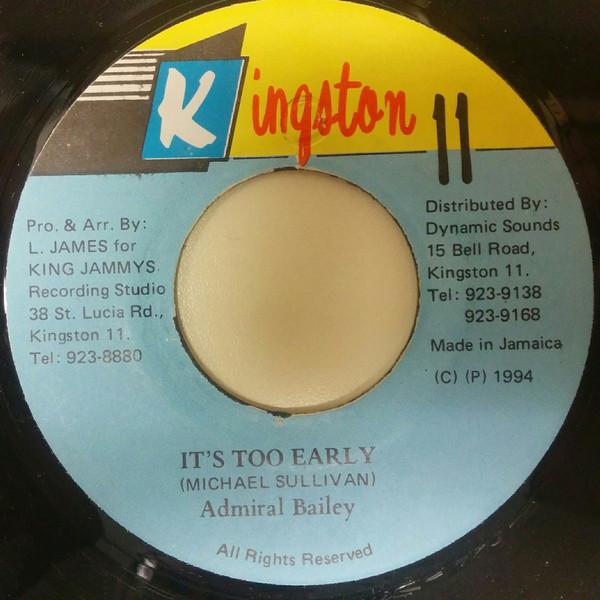 Kingston 11
Pro. & Arr. By:
L. JAMES for
KING JAMMYS
Recording Studio
38 St. Lucia Rd.,
Kingston 11.
Tel: 923-8880
Distributed By:
Dynamic Sounds
15 Bell Road,
Kingston 11.
Tel: 923-9138
923-9168
Made in Jamaica
(C) (P) 1994
IT'S TOO EARLY
(MICHAEL SULLIVAN)
Admiral Bailey
All Rights Reserved